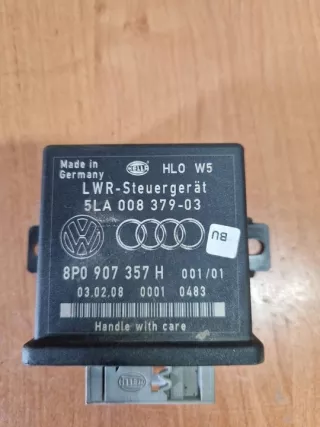 Made in
Germany
HELLA
HLO W5
LWR-Steuergerät
5LA 008 379-03
BU
8P0 907 357 H 001/01
03.02.08 0001 0483
Handle with care
HELLA